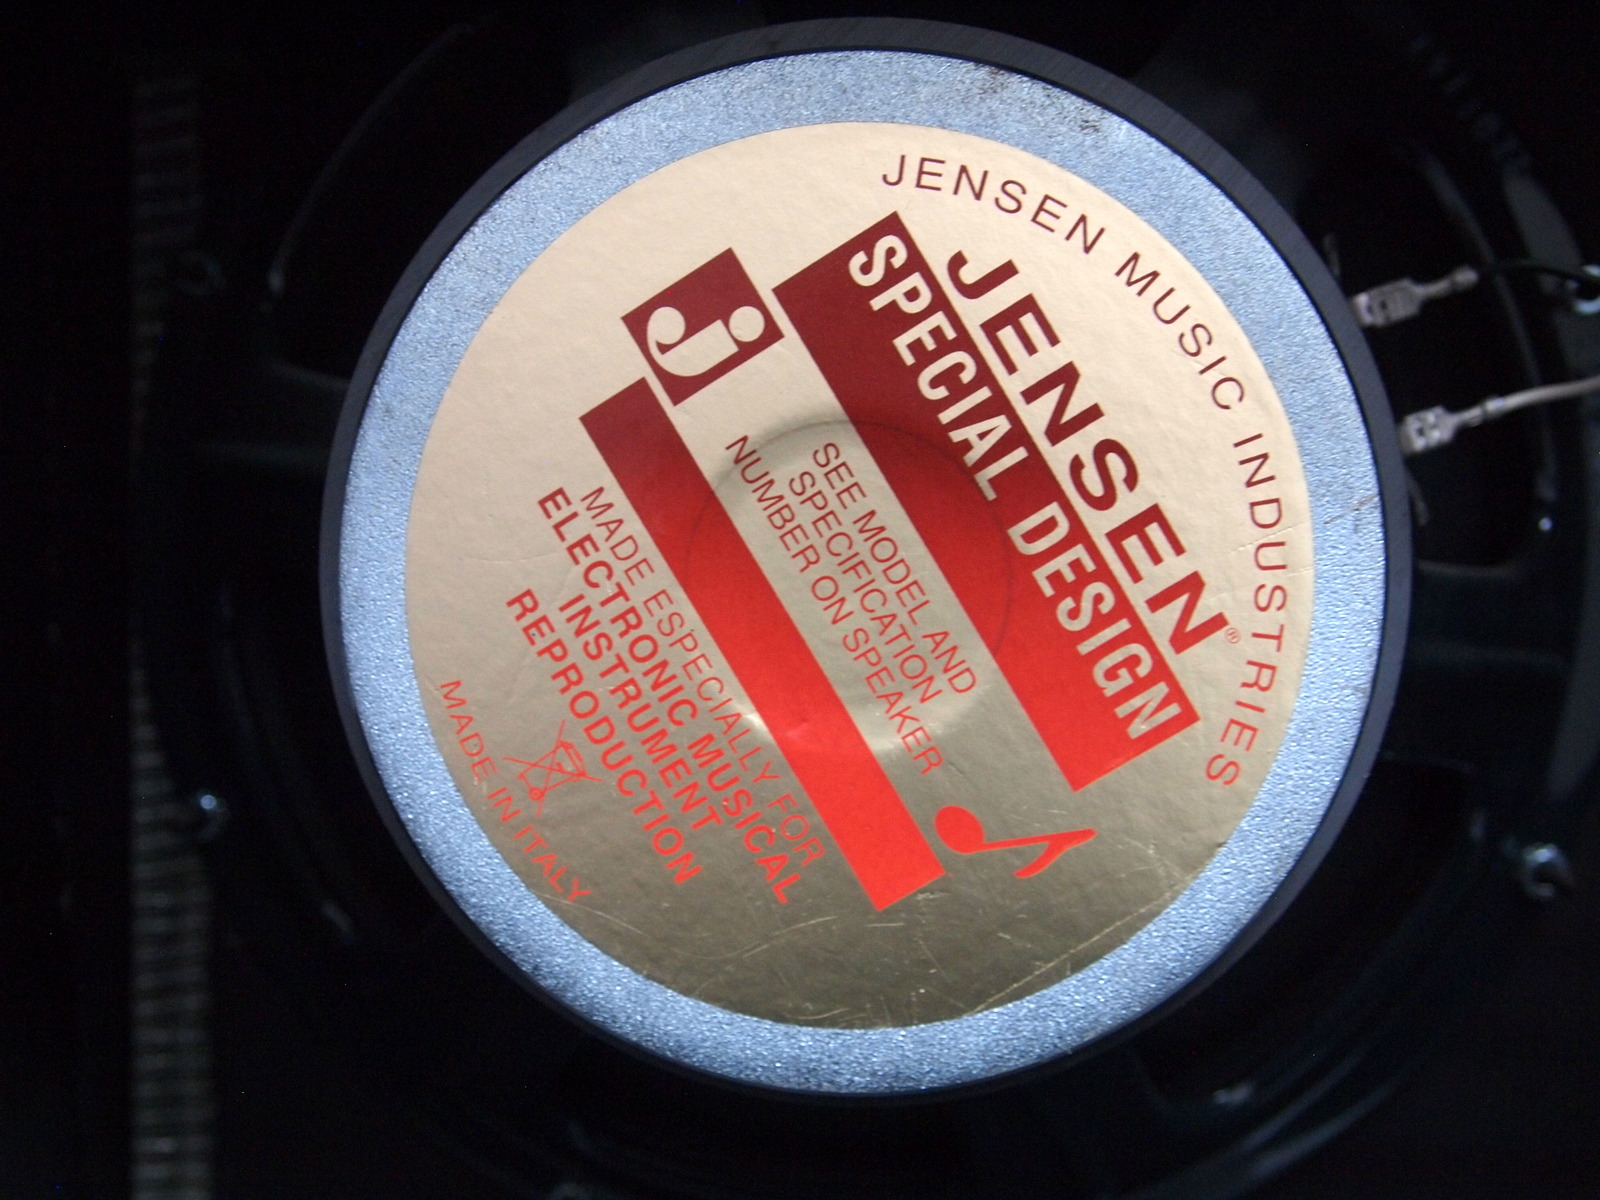 JENSEN MUSIC INDUSTRIES
JENSEN®
SPECIAL DESIGN
j
SEE MODEL AND
SPECIFICATION
NUMBER ON SPEAKER
MADE ESPECIALLY FOR
ELECTRONIC MUSICAL
INSTRUMENT
REPRODUCTION
MADE IN ITALY